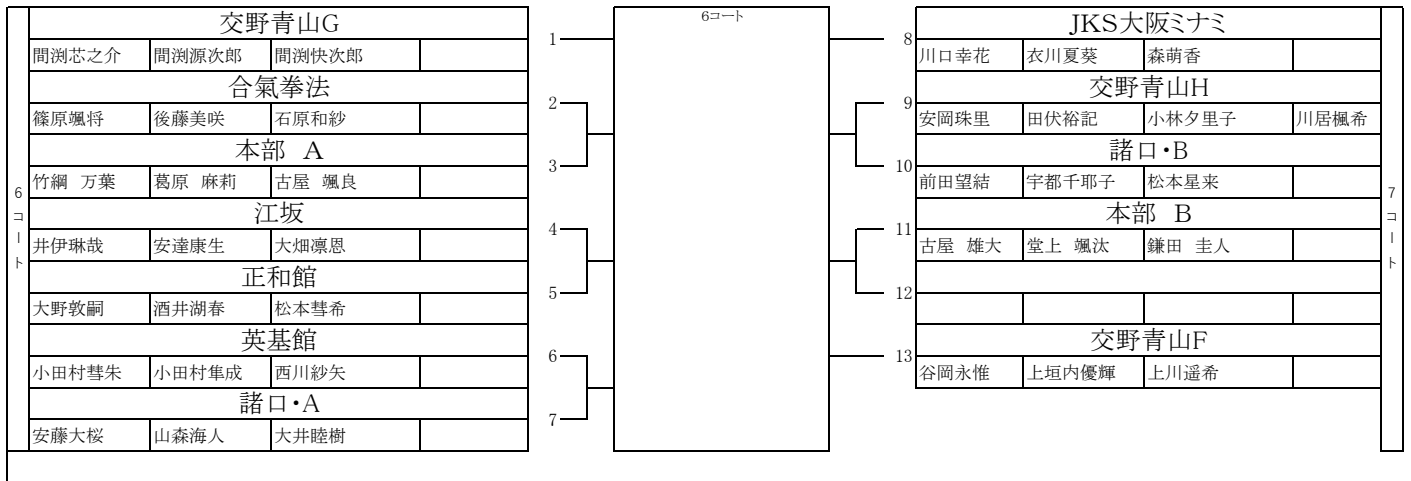 6コート
交野青山G
間渕芯之介 間渕源次郎 間渕快次郎
合氣拳法
篠原颯将 後藤美咲 石原和紗
本部 A
竹綱 万葉 葛原 麻莉 古屋 颯良
江坂
井伊琳哉 安達康生 大畑凛恩
正和館
大野敦嗣 酒井湖春 松本彗希
英基館
小田村彗朱 小田村隼成 西川紗矢
諸口・A
安藤大桜 山森海人 大井睦樹
1
2
3
4
5
6
7
6コート
8
9
10
11
12
13
JKS大阪ミナミ
川口幸花 衣川夏葵 森萌香
交野青山H
安岡珠里 田伏裕記 小林夕里子 川居楓希
諸口・B
前田望結 宇都千耶子 松本星来
本部 B
古屋 雄大 堂上 颯汰 鎌田 圭人
交野青山F
谷岡永惟 上垣内優輝 上川遥希
7コート